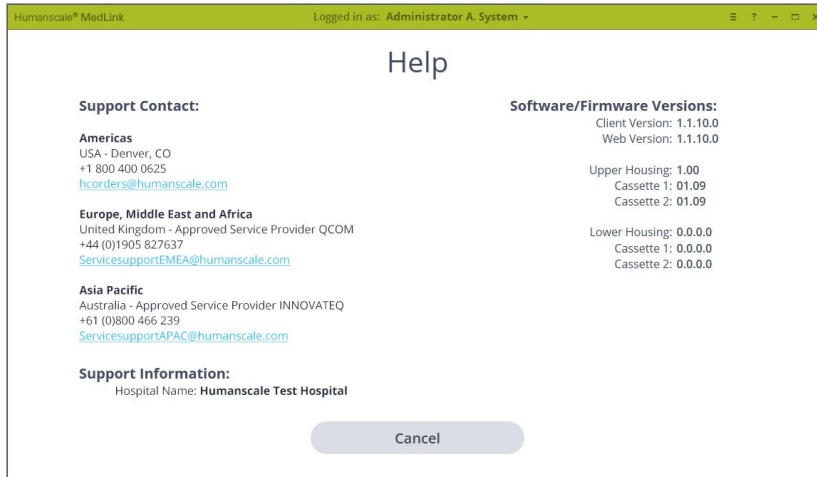 Humanscale® MedLink
Logged in as: Administrator A. System
Help
Support Contact:
Americas
USA - Denver, CO
+1 800 400 0625
hcorders@humanscale.com
Europe, Middle East and Africa
United Kingdom - Approved Service Provider QCOM
+44 (0)1905 827637
ServicesupportEMEA@humanscale.com
Asia Pacific
Australia - Approved Service Provider INNOVATEQ
+61 (0)800 466 239
ServicesupportAPAC@humanscale.com
Support Information:
Hospital Name: Humanscale Test Hospital
Software/Firmware Versions:
Client Version: 1.1.10.0
Web Version: 1.1.10.0
Upper Housing: 1.00
Cassette 1: 01.09
Cassette 2: 01.09
Lower Housing: 0.0.0.0
Cassette 1: 0.0.0.0
Cassette 2: 0.0.0.0
Cancel